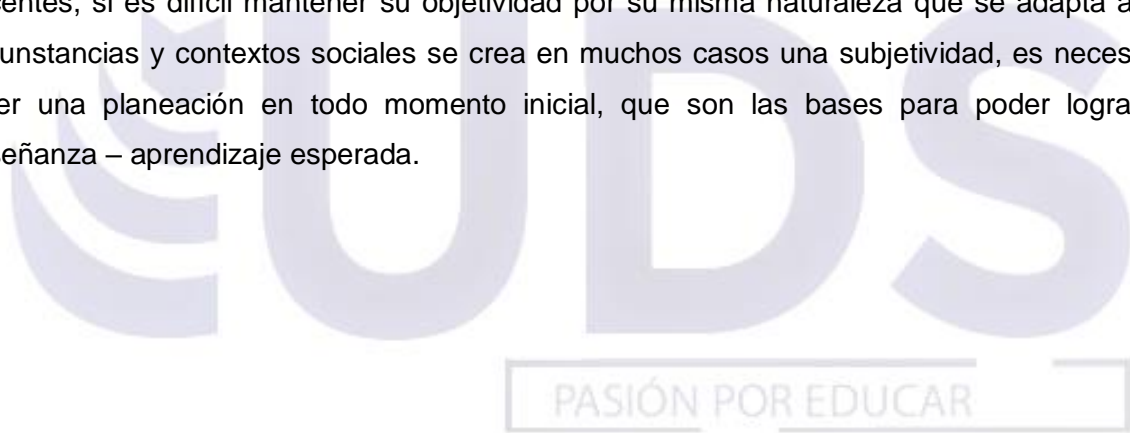 centes, si es difícil mantener su objetividad por su misma naturaleza que se adapta a
unstancias y contextos sociales se crea en muchos casos una subjetividad, es neces
er una planeación en todo momento inicial, que son las bases para poder logra
eñanza – aprendizaje esperada.
UDS
PASIÓN POR EDUCAR